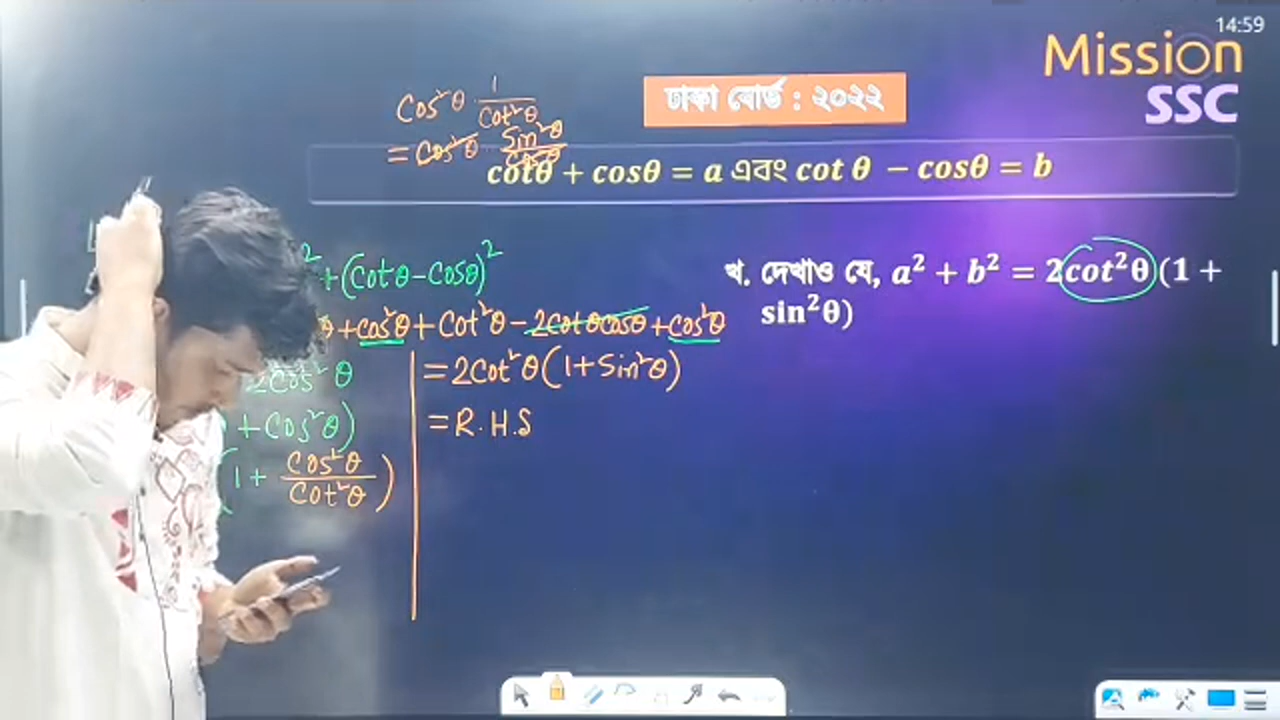 14:59
Mission
SSC
ঢাকা বোর্ড : ২০২২
Cos²θ · 1/Cot²θ
= Cos²θ · Sin²θ/Cos²θ
cotθ + cosθ = a এবং cot θ − cosθ = b
² + (Cotθ−Cosθ)²
θ + cos²θ + Cot²θ − 2Cotθcosθ + Cos²θ
2Cos²θ
+ Cos²θ)
(1 + Cos²θ/Cot²θ)
= 2Cot²θ(1+Sin²θ)
= R.H.S
খ. দেখাও যে, a² + b² = 2cot²θ(1 +
sin²θ)